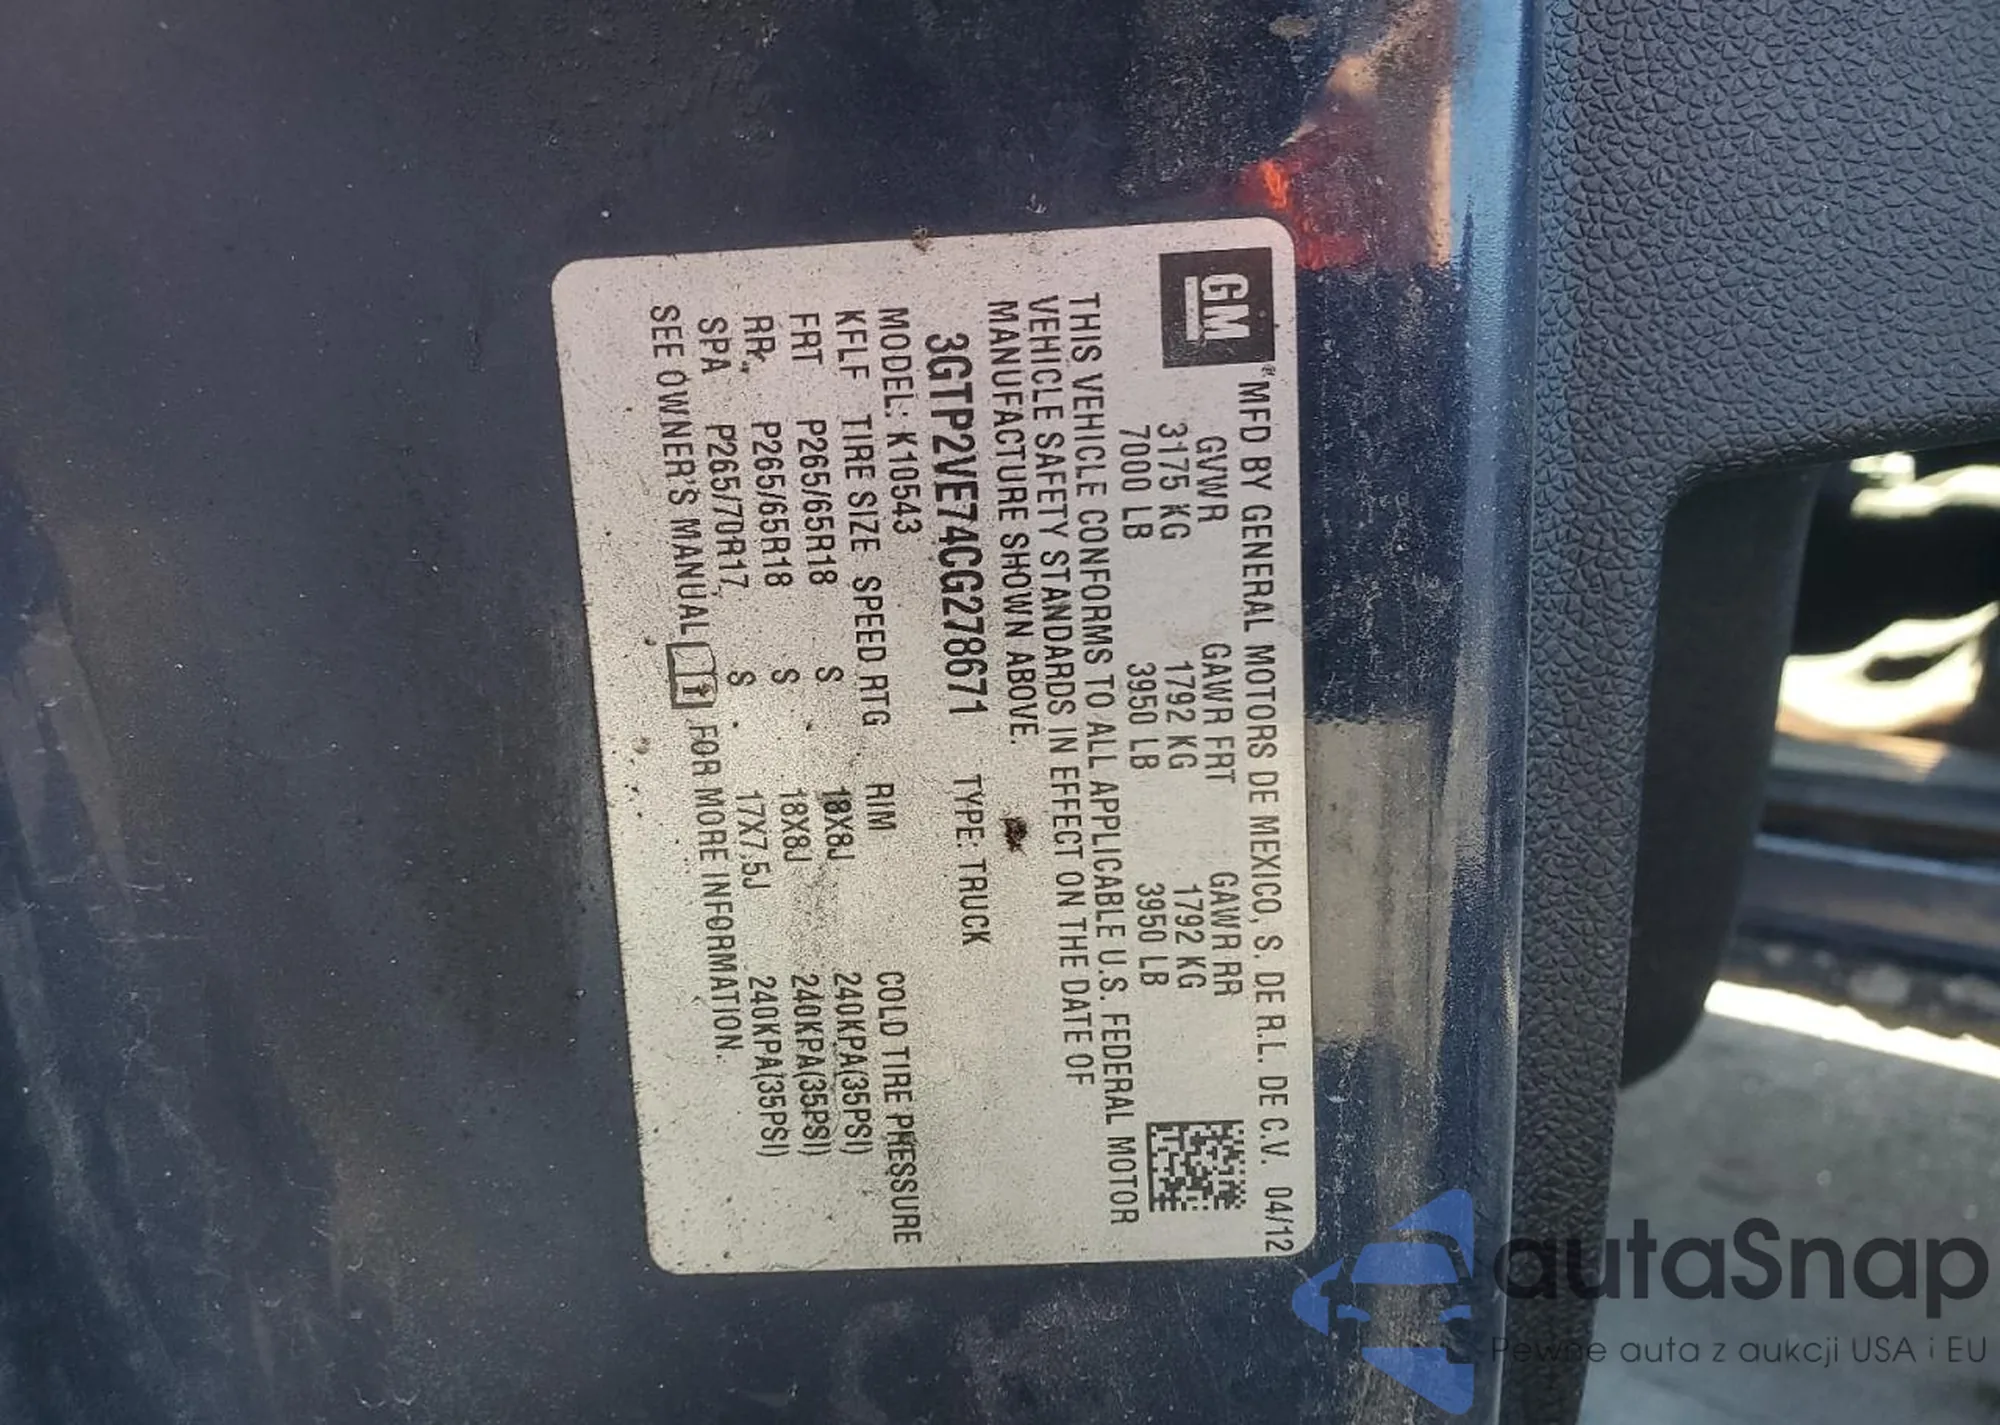 GM
® MFD BY GENERAL MOTORS DE MEXICO, S. DE R.L. DE C.V. 04/12
GVWR GAWR FRT GAWR RR
3175 KG 1792 KG 1792 KG
7000 LB 3950 LB 3950 LB
THIS VEHICLE CONFORMS TO ALL APPLICABLE U.S. FEDERAL MOTOR
VEHICLE SAFETY STANDARDS IN EFFECT ON THE DATE OF
MANUFACTURE SHOWN ABOVE.
3GTP2VE74CG278671 TYPE: TRUCK
MODEL: K10543
KFLF TIRE SIZE SPEED RTG RIM COLD TIRE PRESSURE
FRT P265/65R18 S 18X8J 240KPA(35PSI)
RR P265/65R18 S 18X8J 240KPA(35PSI)
SPA P265/70R17 S 17X7.5J 240KPA(35PSI)
SEE OWNER'S MANUAL FOR MORE INFORMATION.
autaSnap
Pewne auta z aukcji USA i EU